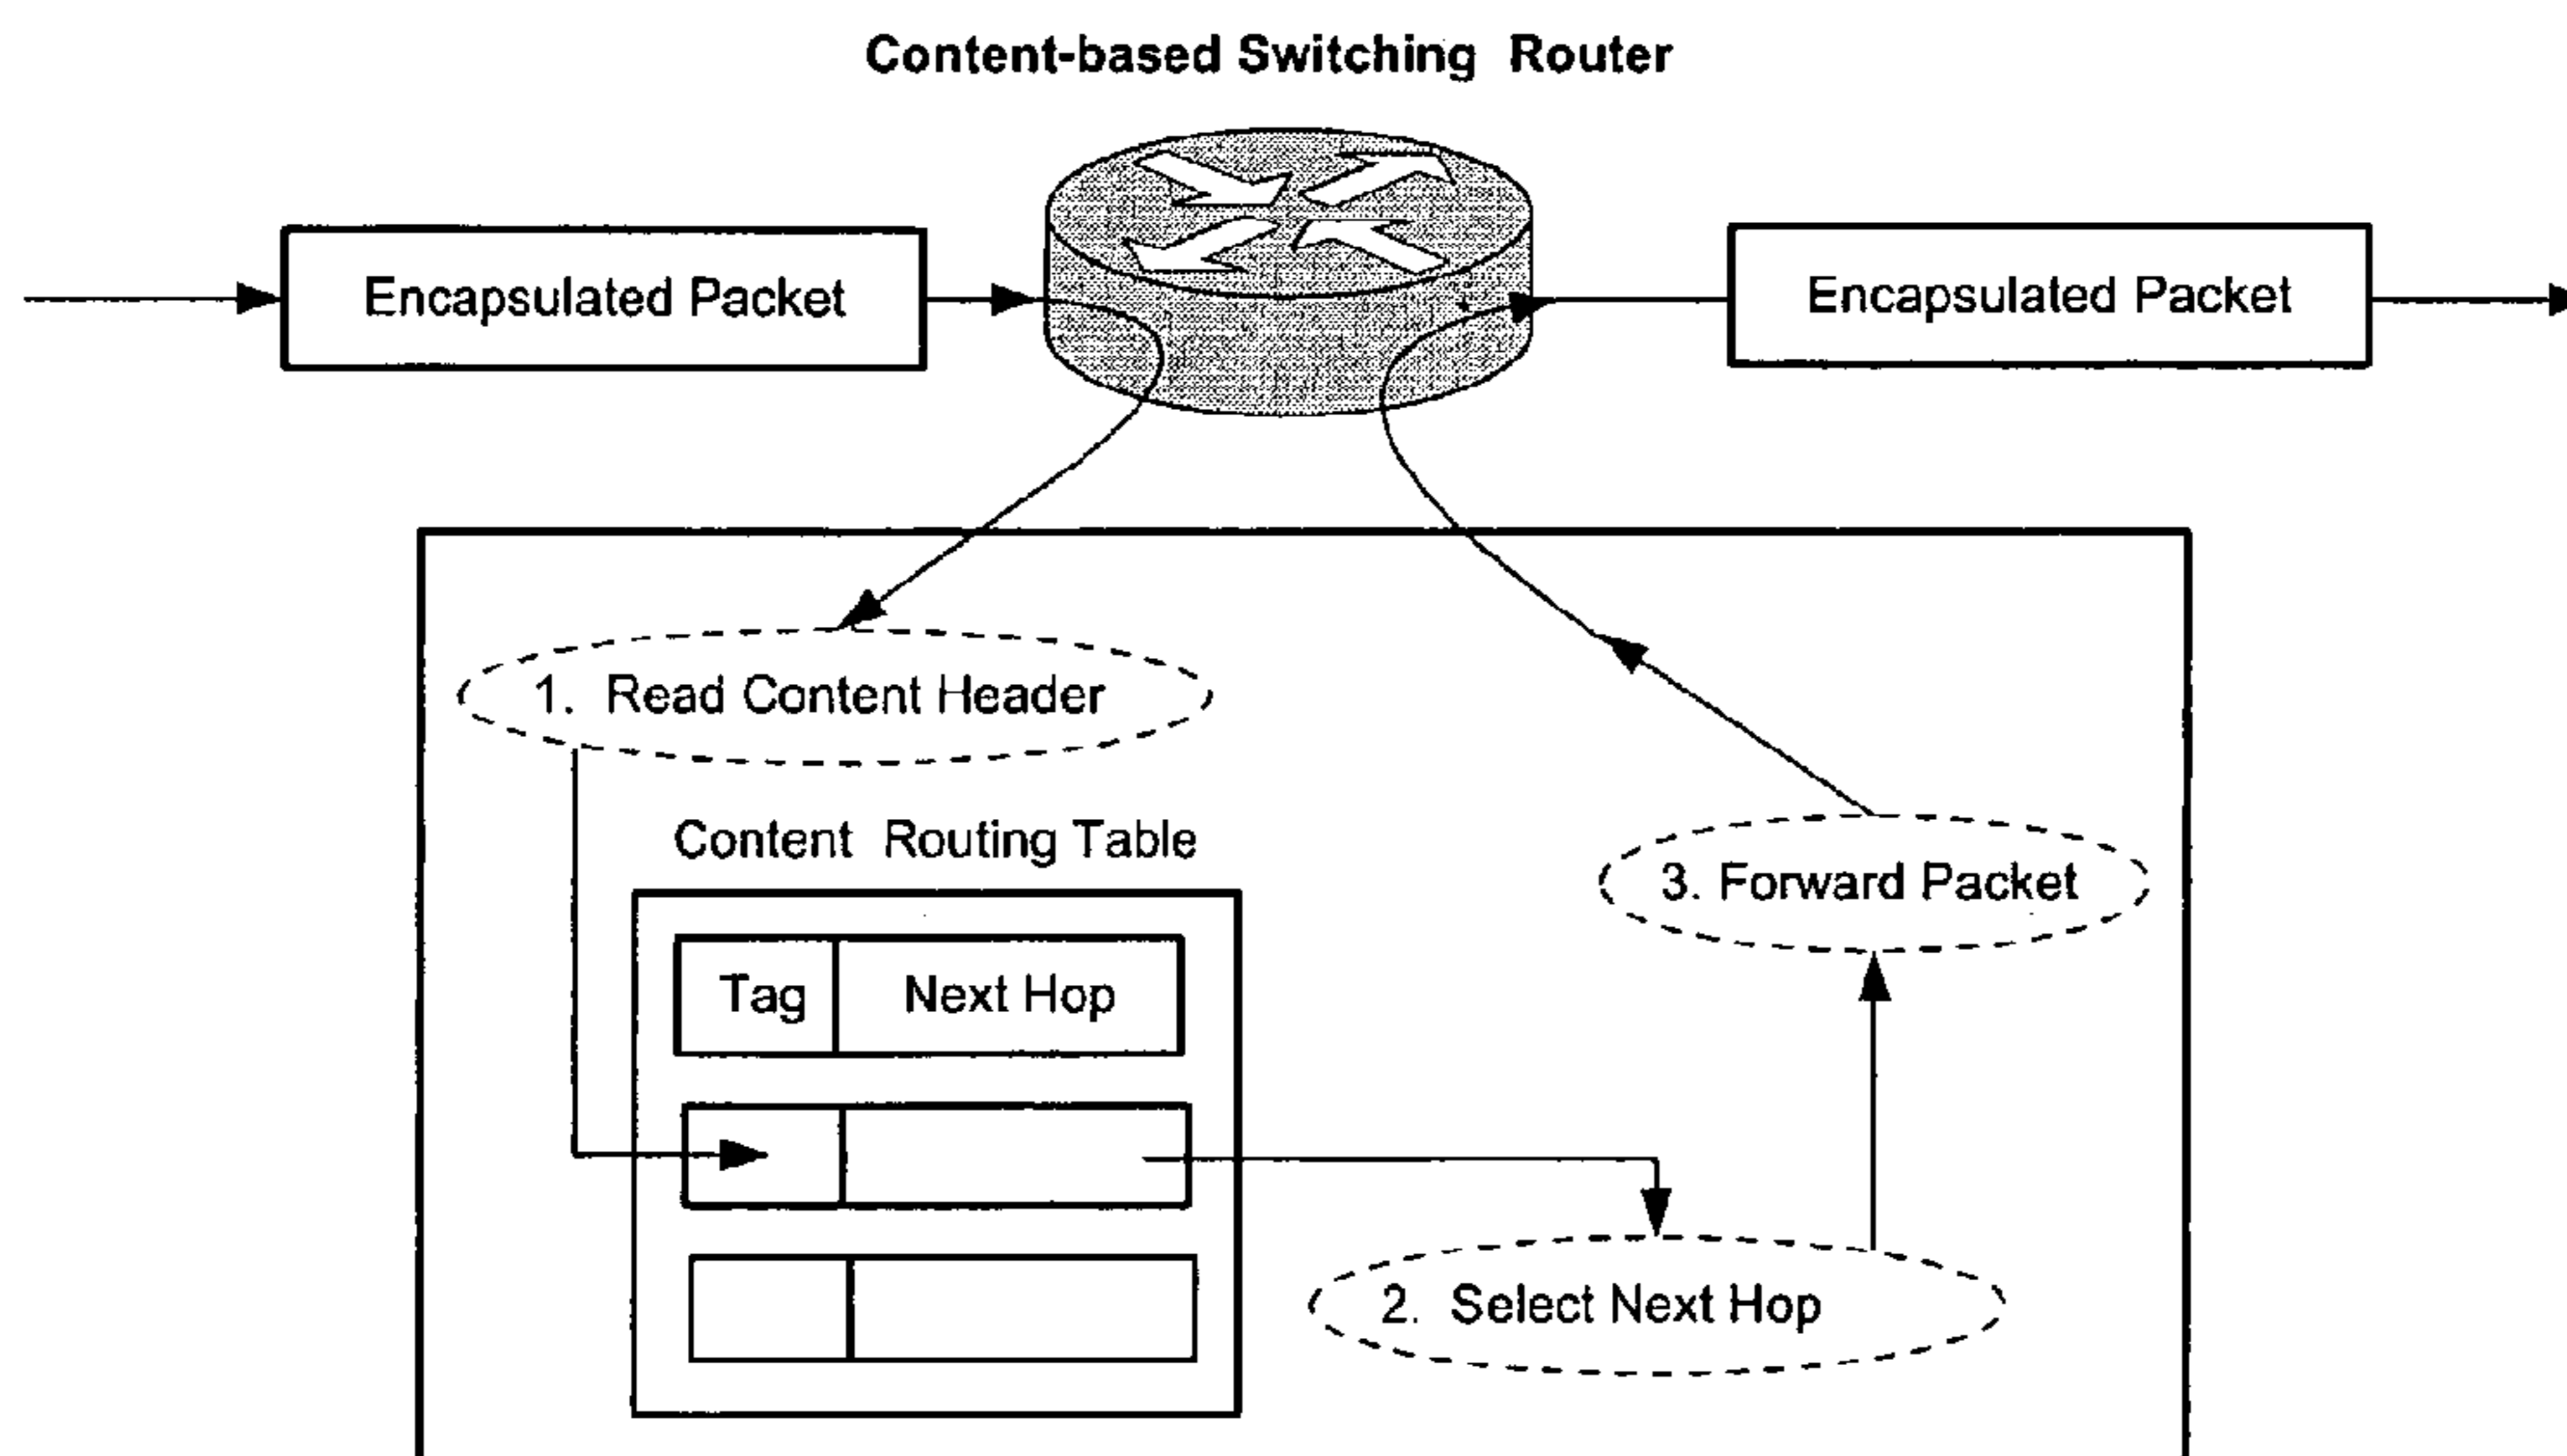 Content-based Switching Router
Encapsulated Packet
Encapsulated Packet
1. Read Content Header
Content Routing Table
3. Forward Packet
Tag
Next Hop
2. Select Next Hop